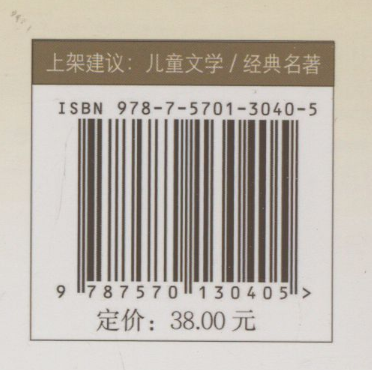 上架建议：儿童文学 / 经典名著
ISBN 978-7-5701-3040-5
9 787570 130405 >
定价：38.00 元